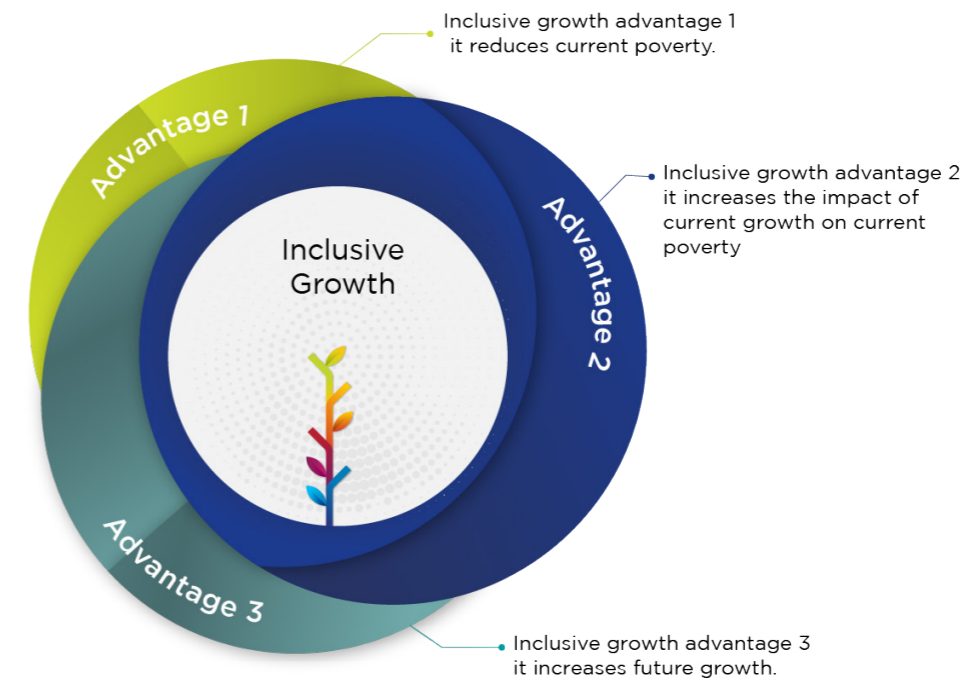 Inclusive growth advantage 1
it reduces current poverty.
Advantage 1
Inclusive growth advantage 2
it increases the impact of
current growth on current
poverty
Advantage 2
Inclusive
Growth
Advantage 3
Inclusive growth advantage 3
it increases future growth.